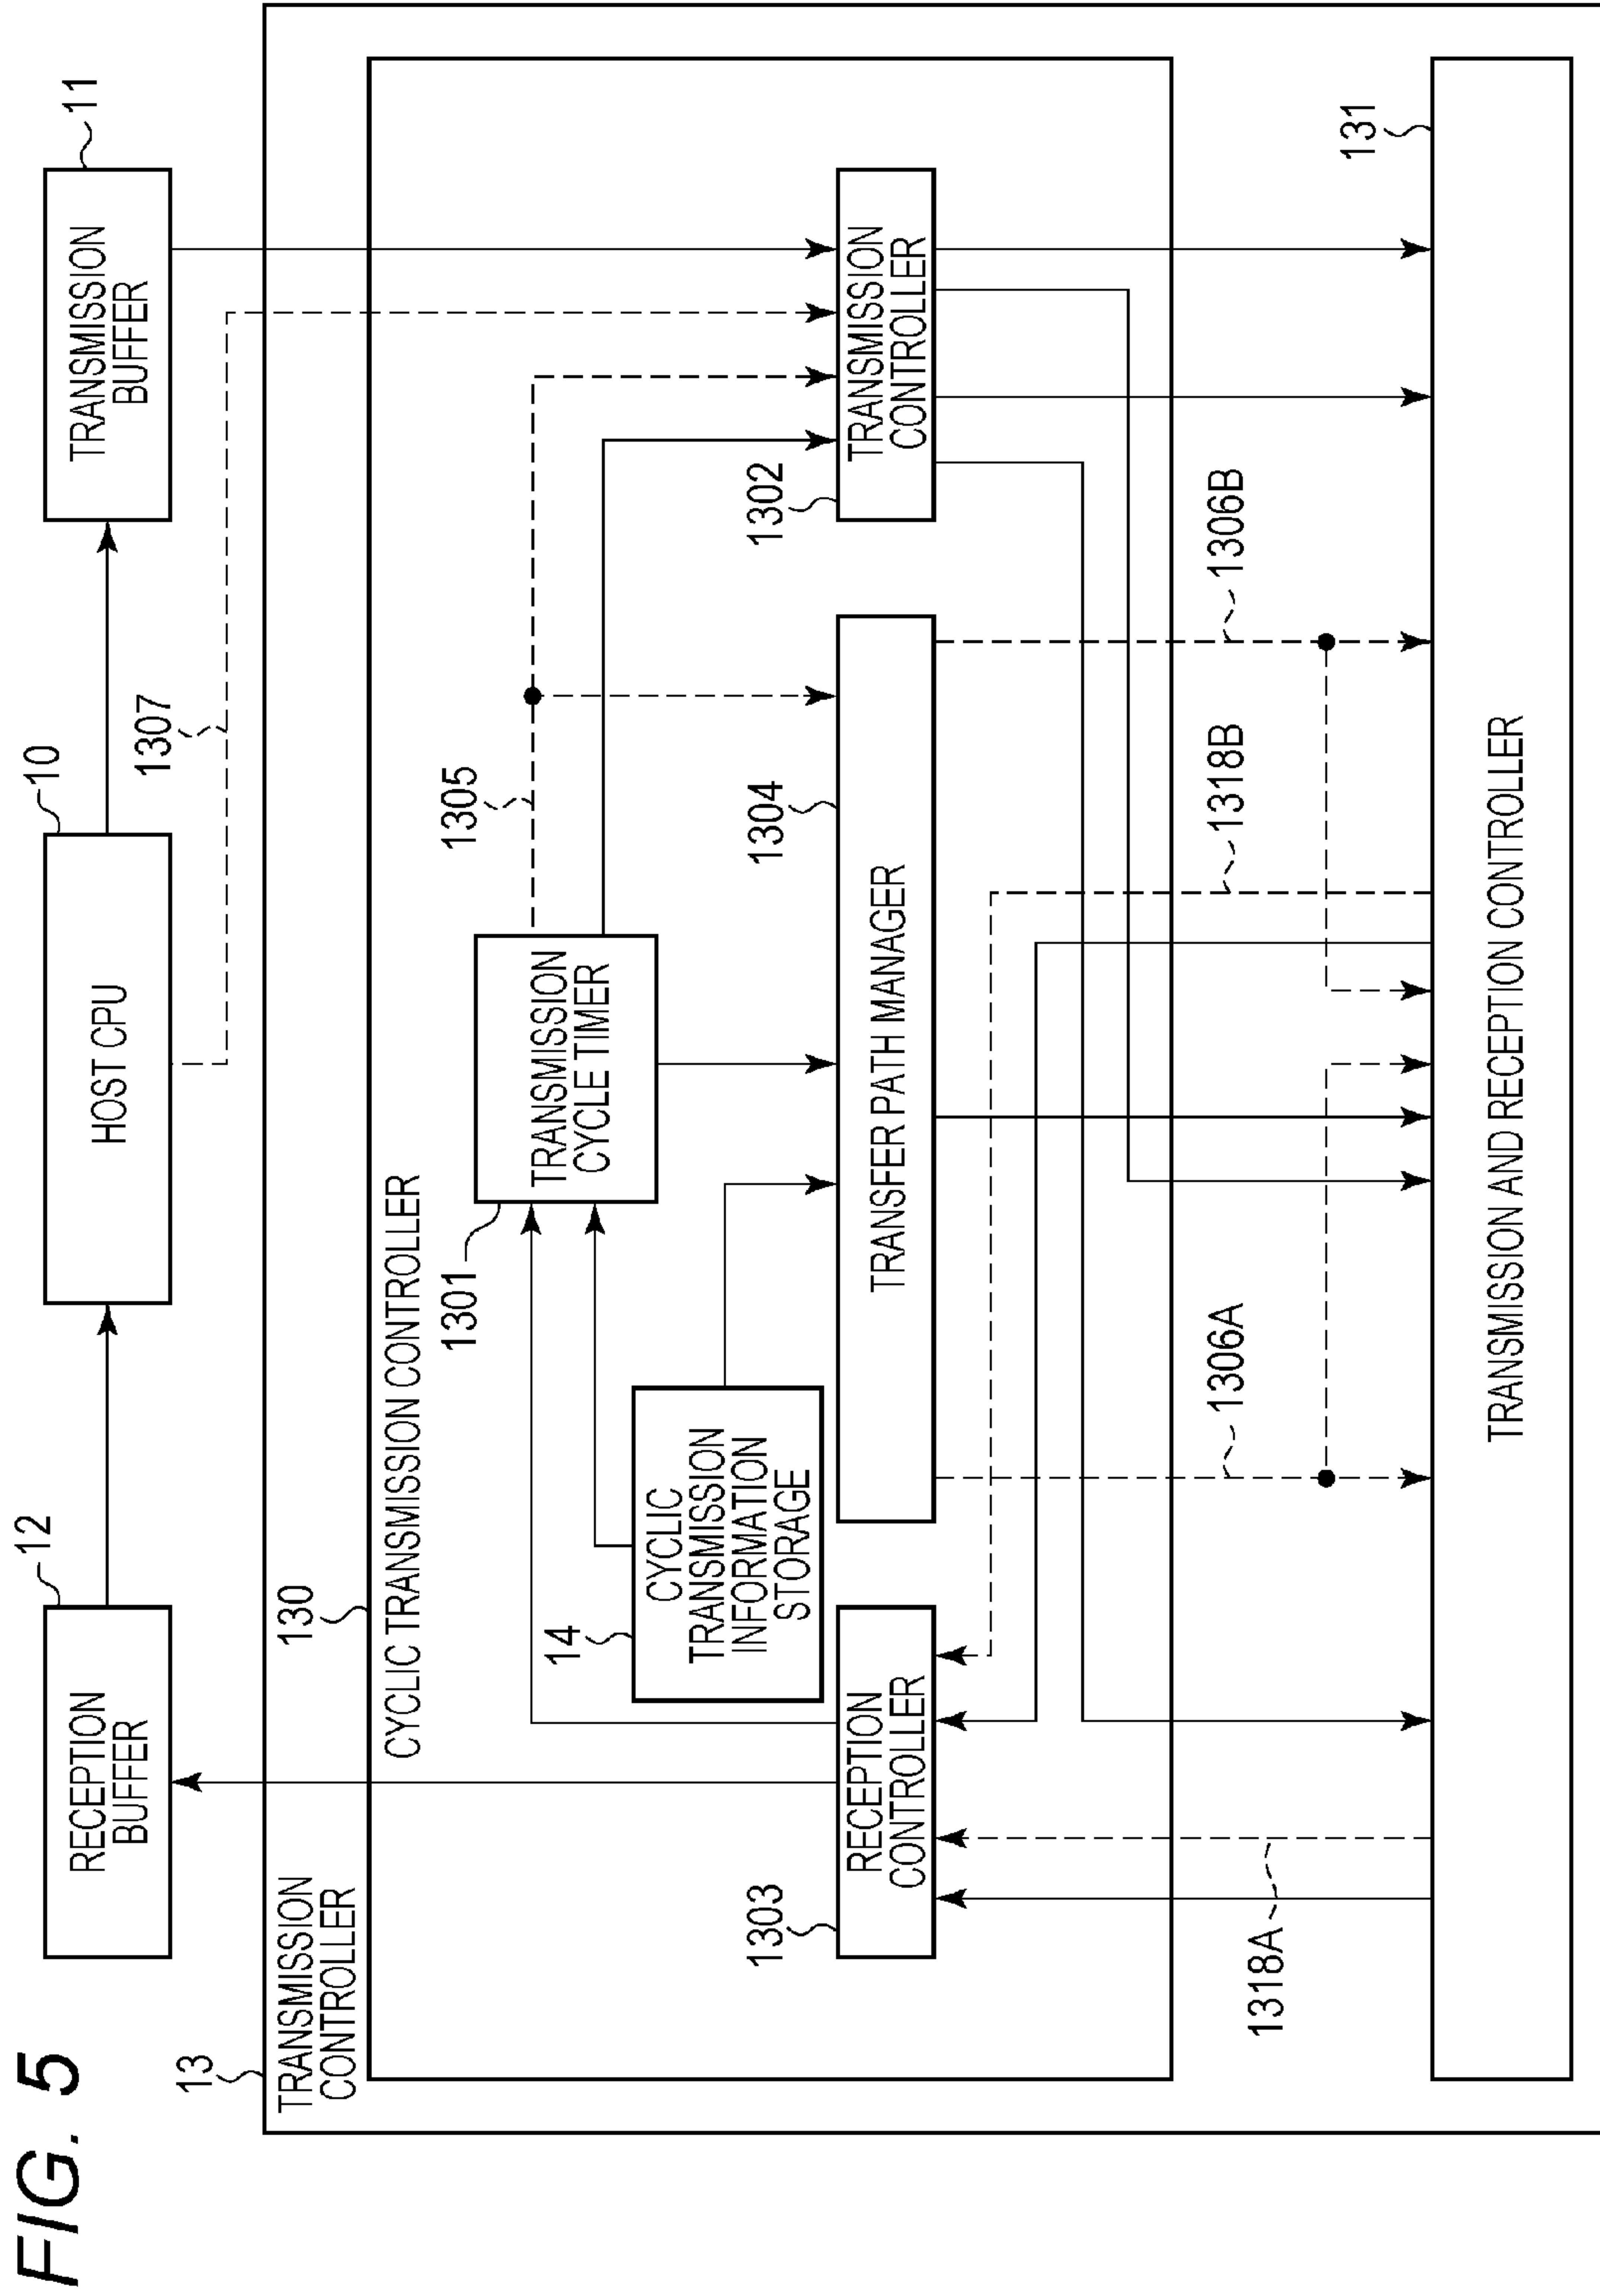 FIG. 5
12
RECEPTION
BUFFER
10
HOST CPU
11
TRANSMISSION
BUFFER
1307
13
TRANSMISSION
CONTROLLER
130
CYCLIC TRANSMISSION CONTROLLER
1301
TRANSMISSION
CYCLE TIMER
1305
14
CYCLIC
TRANSMISSION
INFORMATION
STORAGE
1303
RECEPTION
CONTROLLER
1304
TRANSFER PATH MANAGER
1302
TRANSMISSION
CONTROLLER
1318A
1306A
1318B
1306B
131
TRANSMISSION AND RECEPTION CONTROLLER